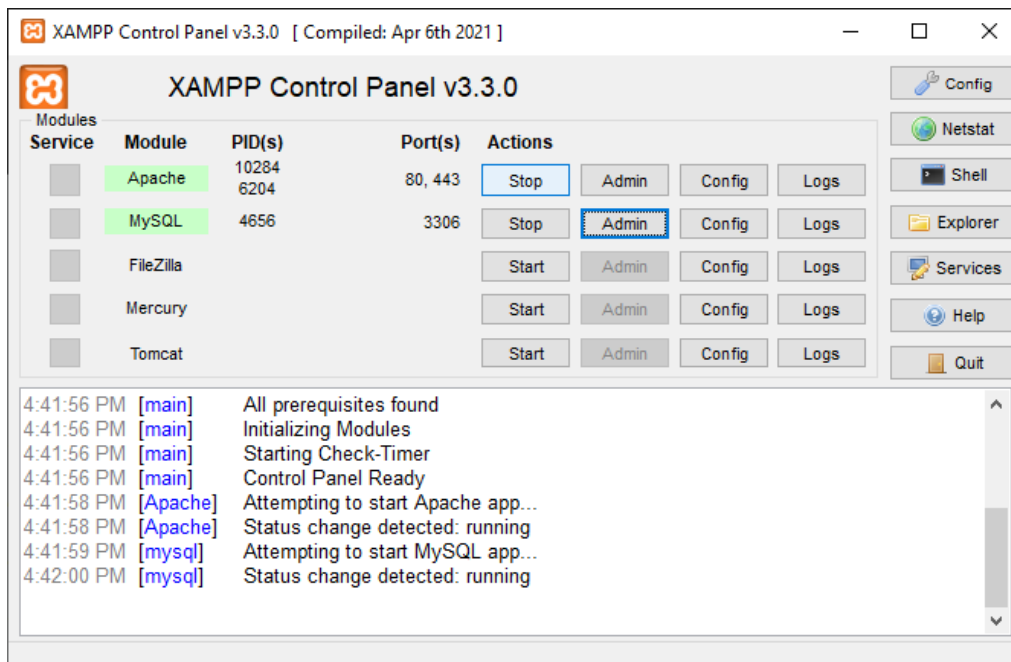 XAMPP Control Panel v3.3.0 [ Compiled: Apr 6th 2021 ]
XAMPP Control Panel v3.3.0
Config
Modules
Netstat
Service Module PID(s) Port(s) Actions
Apache 10284 6204 80, 443 Stop Admin Config Logs
Shell
MySQL 4656 3306 Stop Admin Config Logs
Explorer
FileZilla Start Admin Config Logs
Services
Mercury Start Admin Config Logs
Help
Tomcat Start Admin Config Logs
Quit
4:41:56 PM [main] All prerequisites found
4:41:56 PM [main] Initializing Modules
4:41:56 PM [main] Starting Check-Timer
4:41:56 PM [main] Control Panel Ready
4:41:58 PM [Apache] Attempting to start Apache app...
4:41:58 PM [Apache] Status change detected: running
4:41:59 PM [mysql] Attempting to start MySQL app...
4:42:00 PM [mysql] Status change detected: running